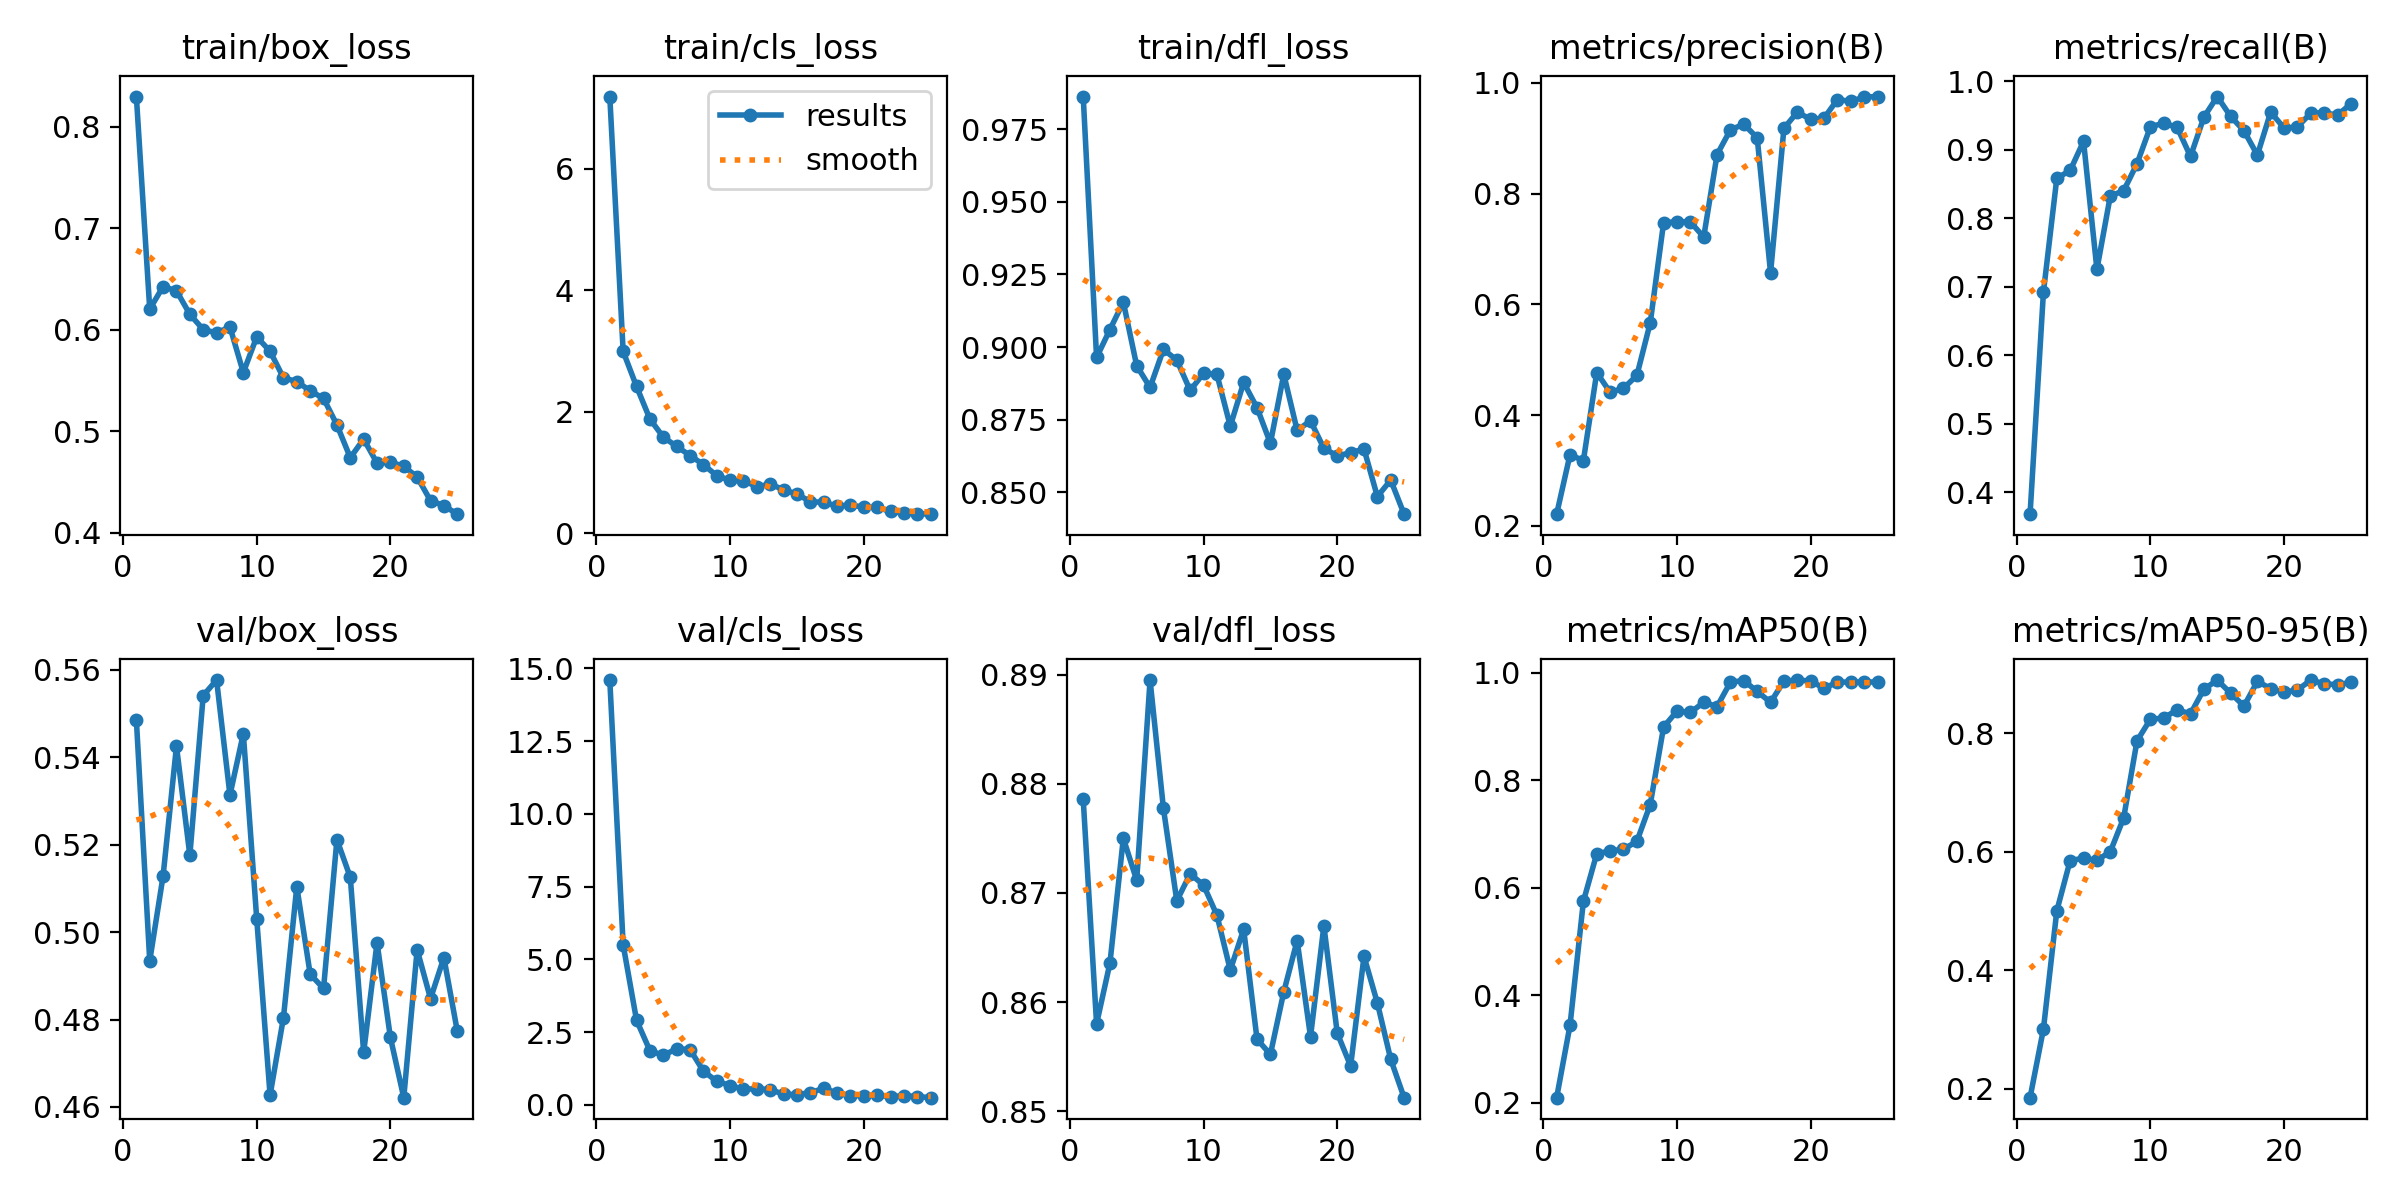 train/box_loss
0.8
0.7
0.6
0.5
0.4
0 10 20
train/cls_loss
results
smooth
6
4
2
0
0 10 20
train/dfl_loss
0.975
0.950
0.925
0.900
0.875
0.850
0 10 20
metrics/precision(B)
1.0
0.8
0.6
0.4
0.2
0 10 20
metrics/recall(B)
1.0
0.9
0.8
0.7
0.6
0.5
0.4
0 10 20
val/box_loss
0.56
0.54
0.52
0.50
0.48
0.46
0 10 20
val/cls_loss
15.0
12.5
10.0
7.5
5.0
2.5
0.0
0 10 20
val/dfl_loss
0.89
0.88
0.87
0.86
0.85
0 10 20
metrics/mAP50(B)
1.0
0.8
0.6
0.4
0.2
0 10 20
metrics/mAP50-95(B)
0.8
0.6
0.4
0.2
0 10 20